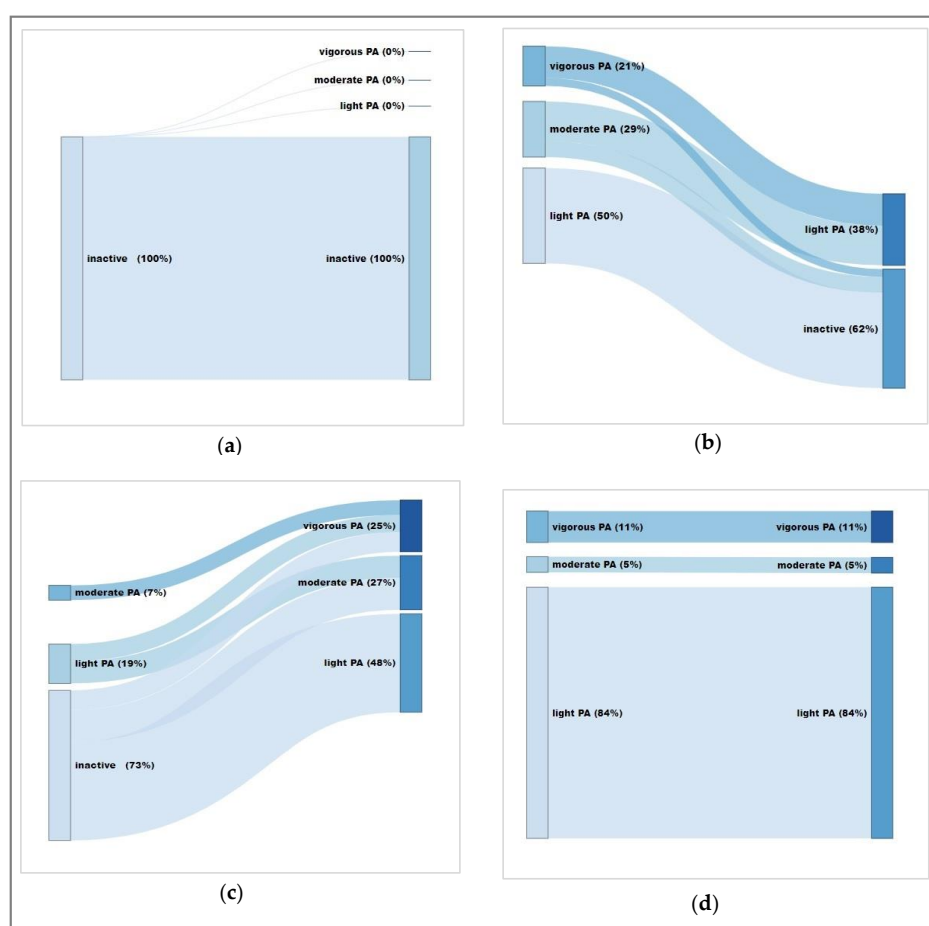 vigorous PA (0%)
moderate PA (0%)
light PA (0%)
inactive (100%)
inactive (100%)
(a)
vigorous PA (21%)
moderate PA (29%)
light PA (50%)
light PA (38%)
inactive (62%)
(b)
vigorous PA (25%)
moderate PA (27%)
moderate PA (7%)
light PA (19%)
light PA (48%)
inactive (73%)
(c)
vigorous PA (11%)
vigorous PA (11%)
moderate PA (5%)
moderate PA (5%)
light PA (84%)
light PA (84%)
(d)